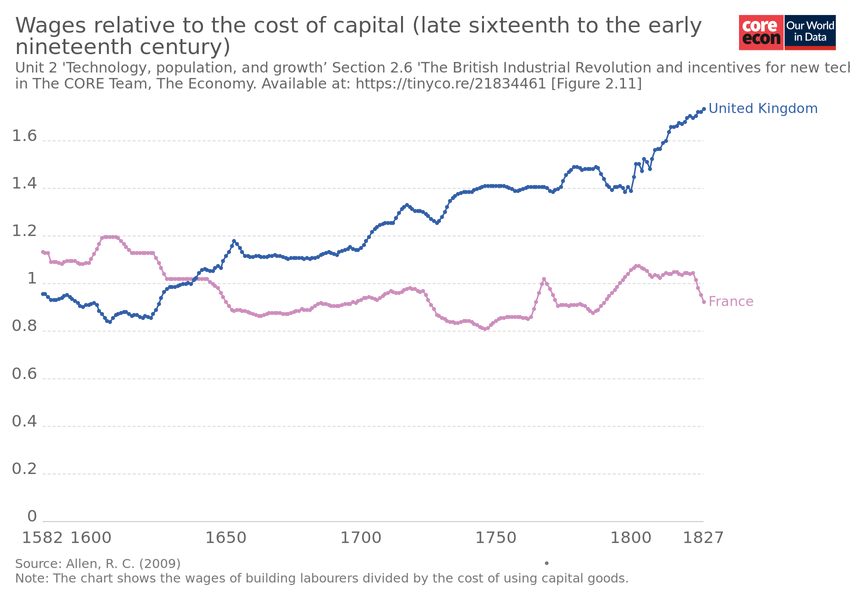 Wages relative to the cost of capital (late sixteenth to the early
nineteenth century)
core
econ
Our World
in Data
Unit 2 'Technology, population, and growth’ Section 2.6 'The British Industrial Revolution and incentives for new tech
in The CORE Team, The Economy. Available at: https://tinyco.re/21834461 [Figure 2.11]
United Kingdom
1.6
1.4
1.2
1
France
0.8
0.6
0.4
0.2
0
1582 1600 1650 1700 1750 1800 1827
Source: Allen, R. C. (2009)
Note: The chart shows the wages of building labourers divided by the cost of using capital goods.